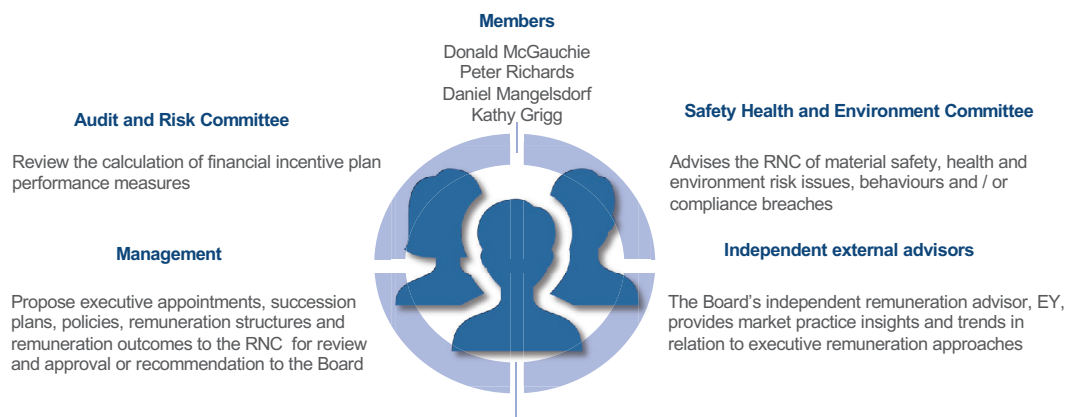 Members
Donald McGauchie
Peter Richards
Daniel Mangelsdorf
Kathy Grigg
Audit and Risk Committee
Review the calculation of financial incentive plan
performance measures
Safety Health and Environment Committee
Advises the RNC of material safety, health and
environment risk issues, behaviours and / or
compliance breaches
Management
Propose executive appointments, succession
plans, policies, remuneration structures and
remuneration outcomes to the RNC for review
and approval or recommendation to the Board
Independent external advisors
The Board's independent remuneration advisor, EY,
provides market practice insights and trends in
relation to executive remuneration approaches